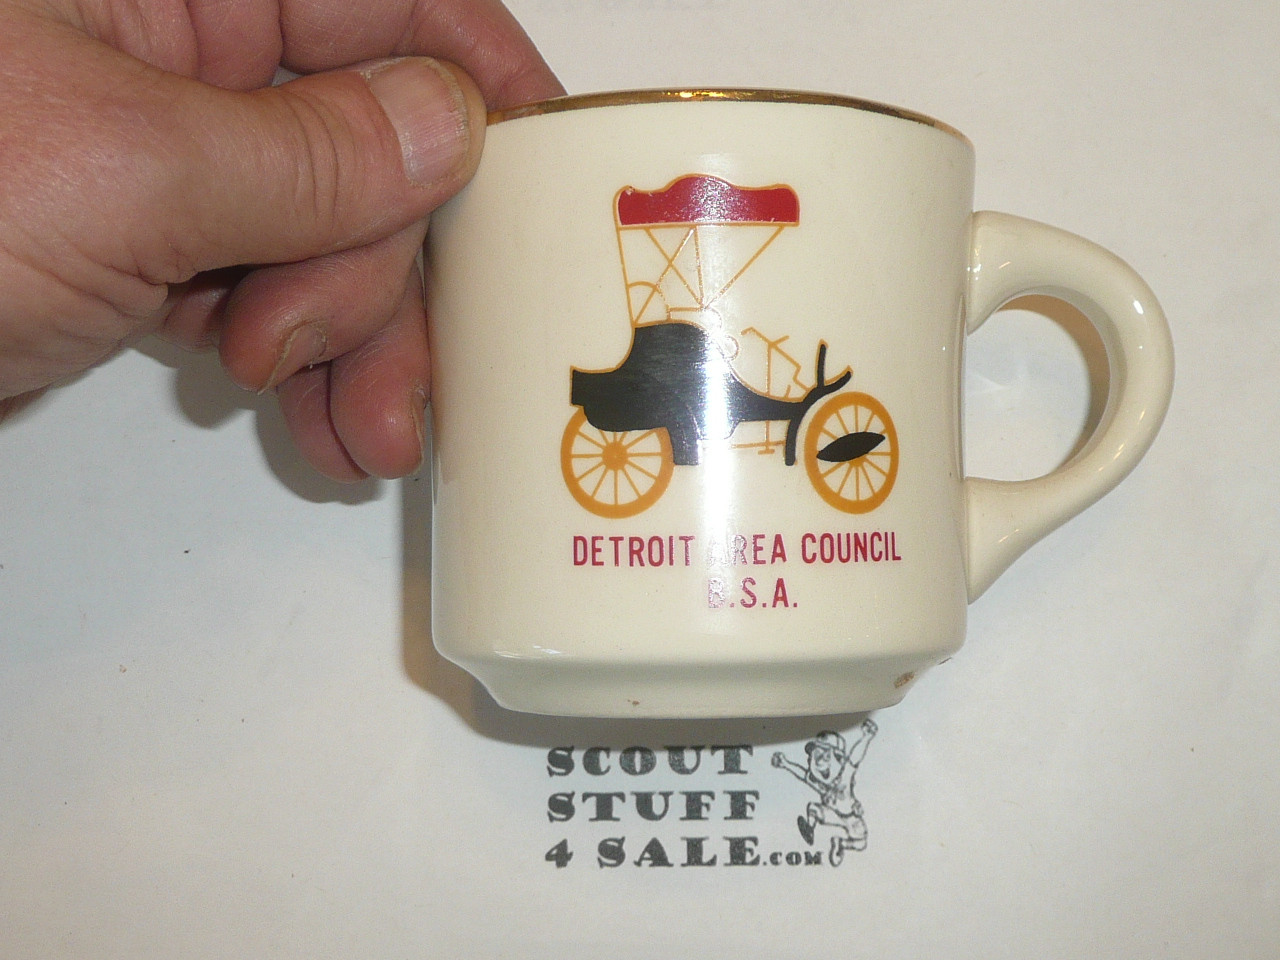 DETROIT AREA COUNCIL
B.S.A.
SCOUT
STUFF
4 SALE.COM